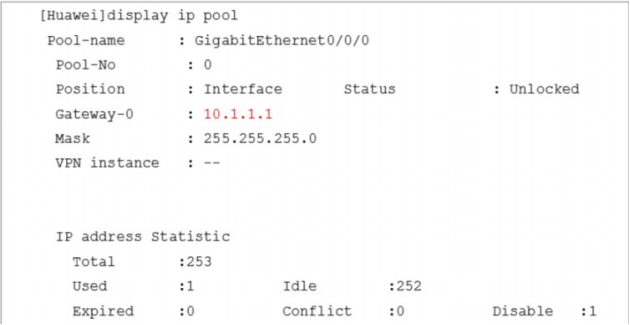 [Huawei]display ip pool
Pool-name : GigabitEthernet0/0/0
Pool-No : 0
Position : Interface Status : Unlocked
Gateway-0 : 10.1.1.1
Mask : 255.255.255.0
VPN instance : --
IP address Statistic
Total :253
Used :1 Idle :252
Expired :0 Conflict :0 Disable :1